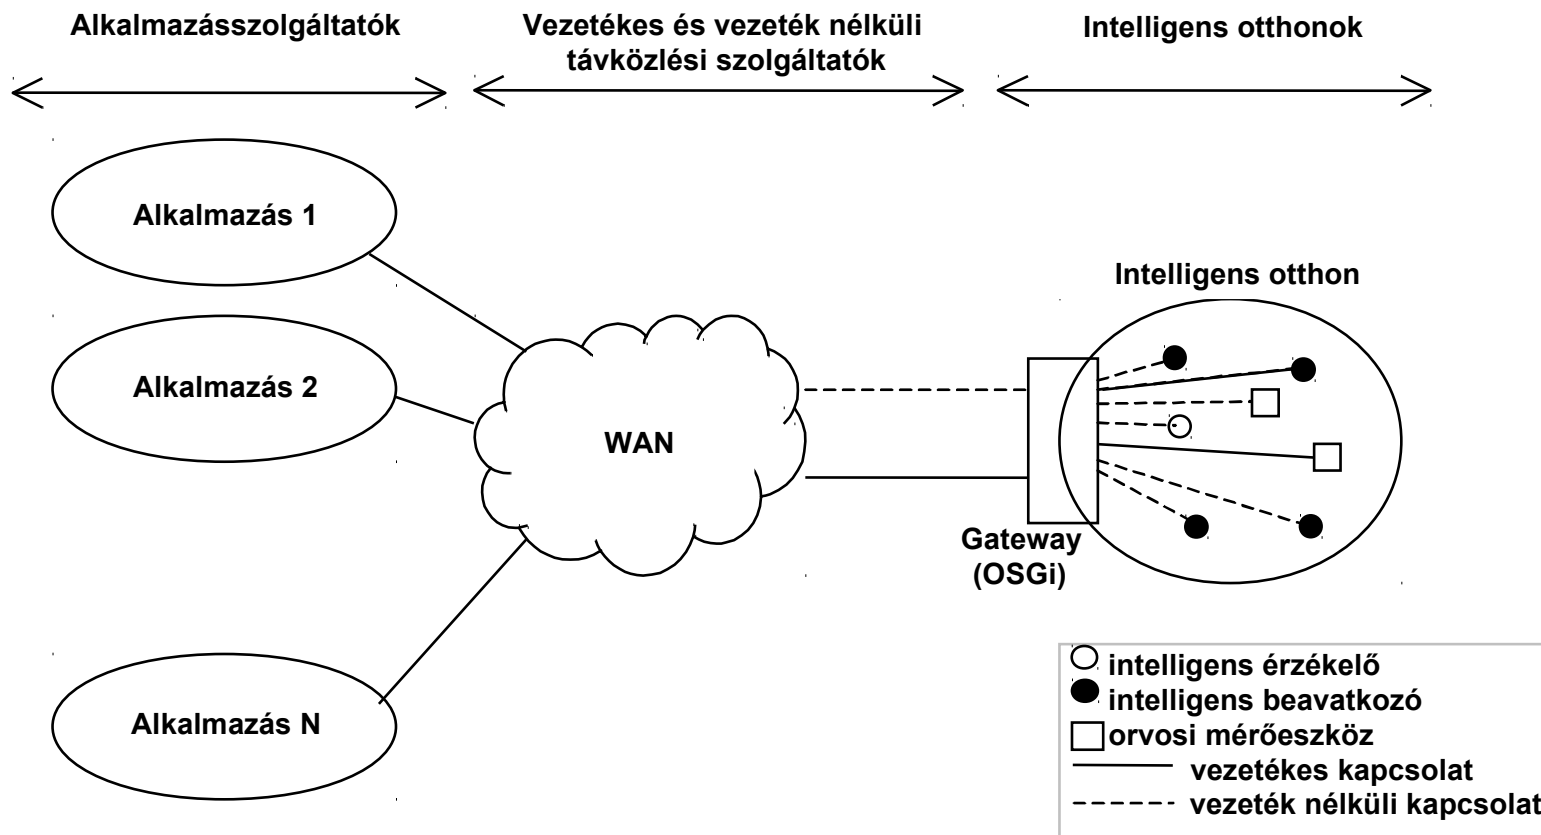 Alkalmazásszolgáltatók
Vezetékes és vezeték nélküli
távközlési szolgáltatók
Intelligens otthonok
Alkalmazás 1
Alkalmazás 2
Alkalmazás N
WAN
Intelligens otthon
Gateway
(OSGi)
intelligens érzékelő
intelligens beavatkozó
orvosi mérőeszköz
vezetékes kapcsolat
vezeték nélküli kapcsolat